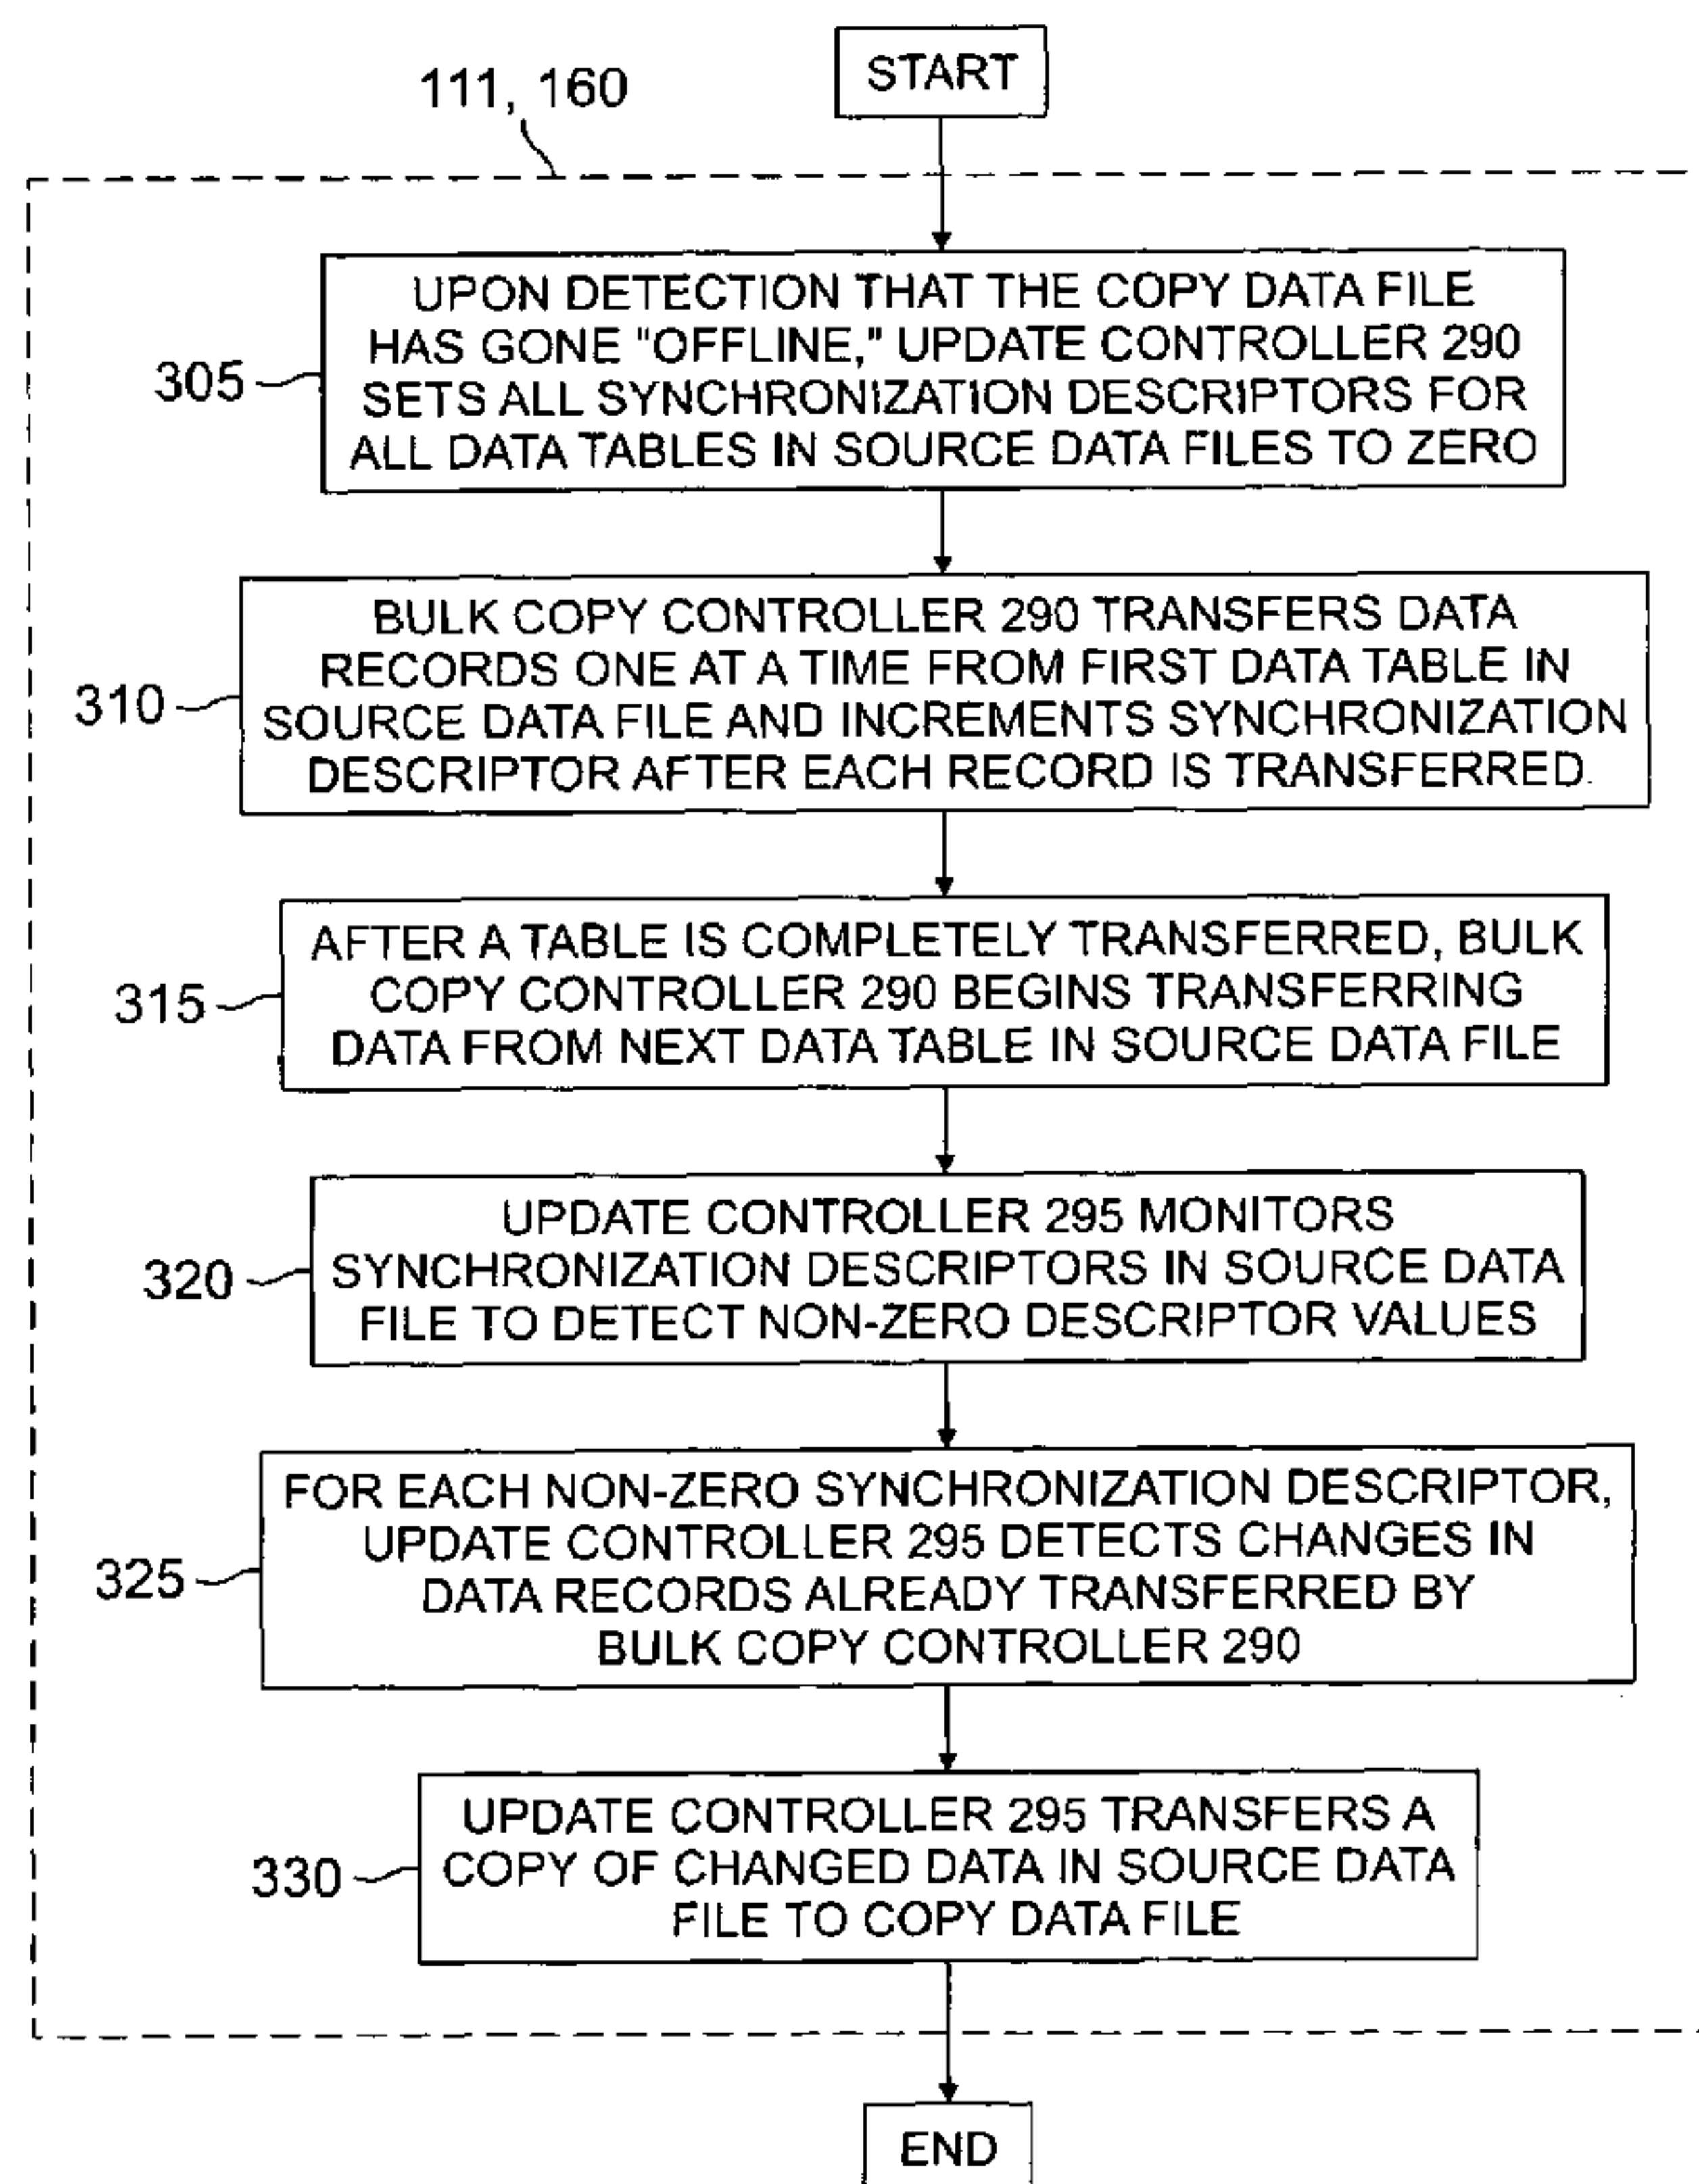 START
111, 160
305
UPON DETECTION THAT THE COPY DATA FILE
HAS GONE "OFFLINE," UPDATE CONTROLLER 290
SETS ALL SYNCHRONIZATION DESCRIPTORS FOR
ALL DATA TABLES IN SOURCE DATA FILES TO ZERO
310
BULK COPY CONTROLLER 290 TRANSFERS DATA
RECORDS ONE AT A TIME FROM FIRST DATA TABLE IN
SOURCE DATA FILE AND INCREMENTS SYNCHRONIZATION
DESCRIPTOR AFTER EACH RECORD IS TRANSFERRED.
315
AFTER A TABLE IS COMPLETELY TRANSFERRED, BULK
COPY CONTROLLER 290 BEGINS TRANSFERRING
DATA FROM NEXT DATA TABLE IN SOURCE DATA FILE
320
UPDATE CONTROLLER 295 MONITORS
SYNCHRONIZATION DESCRIPTORS IN SOURCE DATA
FILE TO DETECT NON-ZERO DESCRIPTOR VALUES
325
FOR EACH NON-ZERO SYNCHRONIZATION DESCRIPTOR,
UPDATE CONTROLLER 295 DETECTS CHANGES IN
DATA RECORDS ALREADY TRANSFERRED BY
BULK COPY CONTROLLER 290
330
UPDATE CONTROLLER 295 TRANSFERS A
COPY OF CHANGED DATA IN SOURCE DATA
FILE TO COPY DATA FILE
END